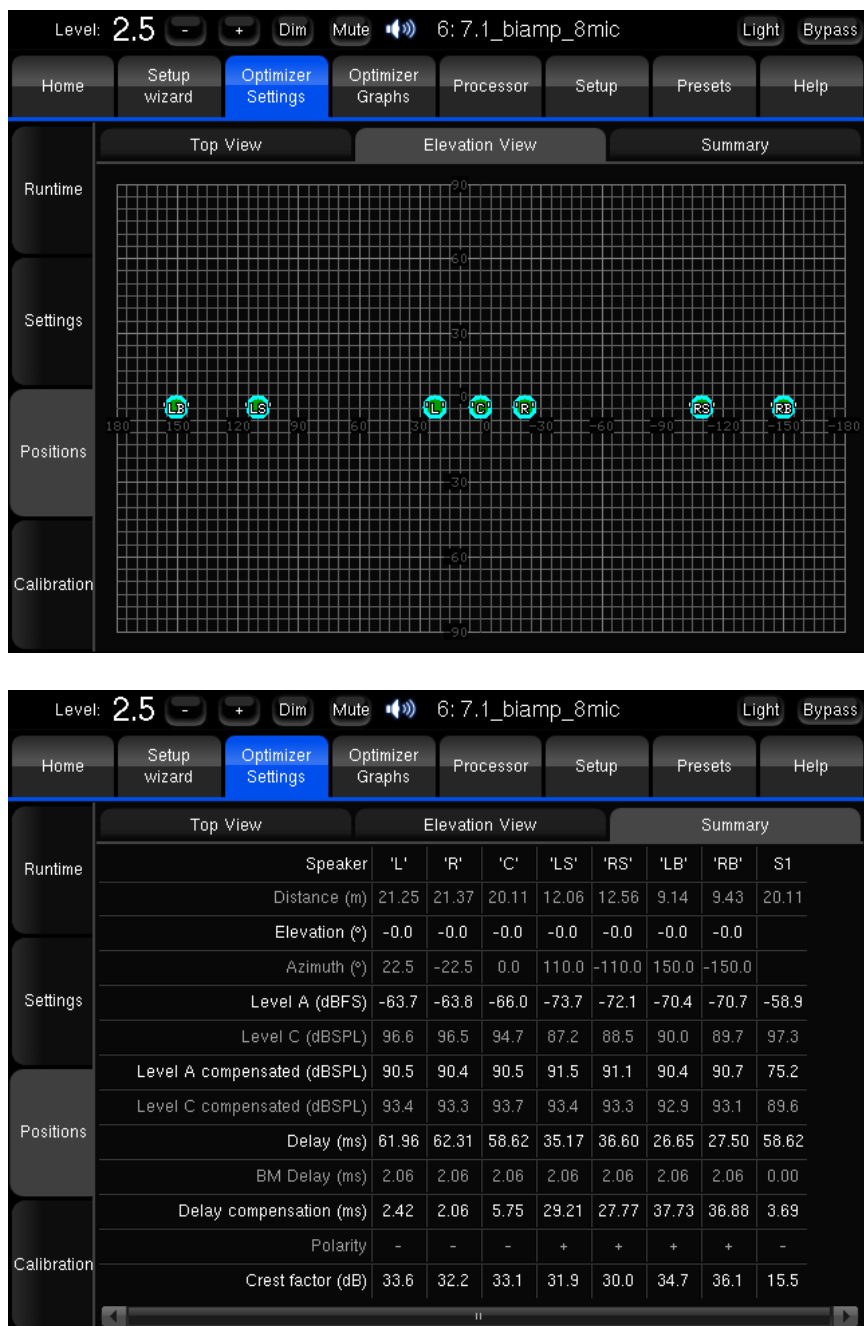 Level: 2.5 - + Dim Mute 6: 7.1_biamp_8mic Light Bypass
Home Setup wizard Optimizer Settings Optimizer Graphs Processor Setup Presets Help
Top View Elevation View Summary
Runtime
Settings
Positions
Calibration
90
60
30
0
'LB' 'LS' 'L' 'C' 'R' 'RS' 'RB'
180 150 120 90 60 30 0 -30 -60 -90 -120 -150 -180
-30
-60
-90
Level: 2.5 - + Dim Mute 6: 7.1_biamp_8mic Light Bypass
Home Setup wizard Optimizer Settings Optimizer Graphs Processor Setup Presets Help
Top View Elevation View Summary
Runtime
Settings
Positions
Calibration
Speaker 'L' 'R' 'C' 'LS' 'RS' 'LB' 'RB' S1
Distance (m) 21.25 21.37 20.11 12.06 12.56 9.14 9.43 20.11
Elevation (º) -0.0 -0.0 -0.0 -0.0 -0.0 -0.0 -0.0
Azimuth (º) 22.5 -22.5 0.0 110.0 -110.0 150.0 -150.0
Level A (dBFS) -63.7 -63.8 -66.0 -73.7 -72.1 -70.4 -70.7 -58.9
Level C (dBSPL) 96.6 96.5 94.7 87.2 88.5 90.0 89.7 97.3
Level A compensated (dBSPL) 90.5 90.4 90.5 91.5 91.1 90.4 90.7 75.2
Level C compensated (dBSPL) 93.4 93.3 93.7 93.4 93.3 92.9 93.1 89.6
Delay (ms) 61.96 62.31 58.62 35.17 36.60 26.65 27.50 58.62
BM Delay (ms) 2.06 2.06 2.06 2.06 2.06 2.06 2.06 0.00
Delay compensation (ms) 2.42 2.06 5.75 29.21 27.77 37.73 36.88 3.69
Polarity - - - + + + + -
Crest factor (dB) 33.6 32.2 33.1 31.9 30.0 34.7 36.1 15.5